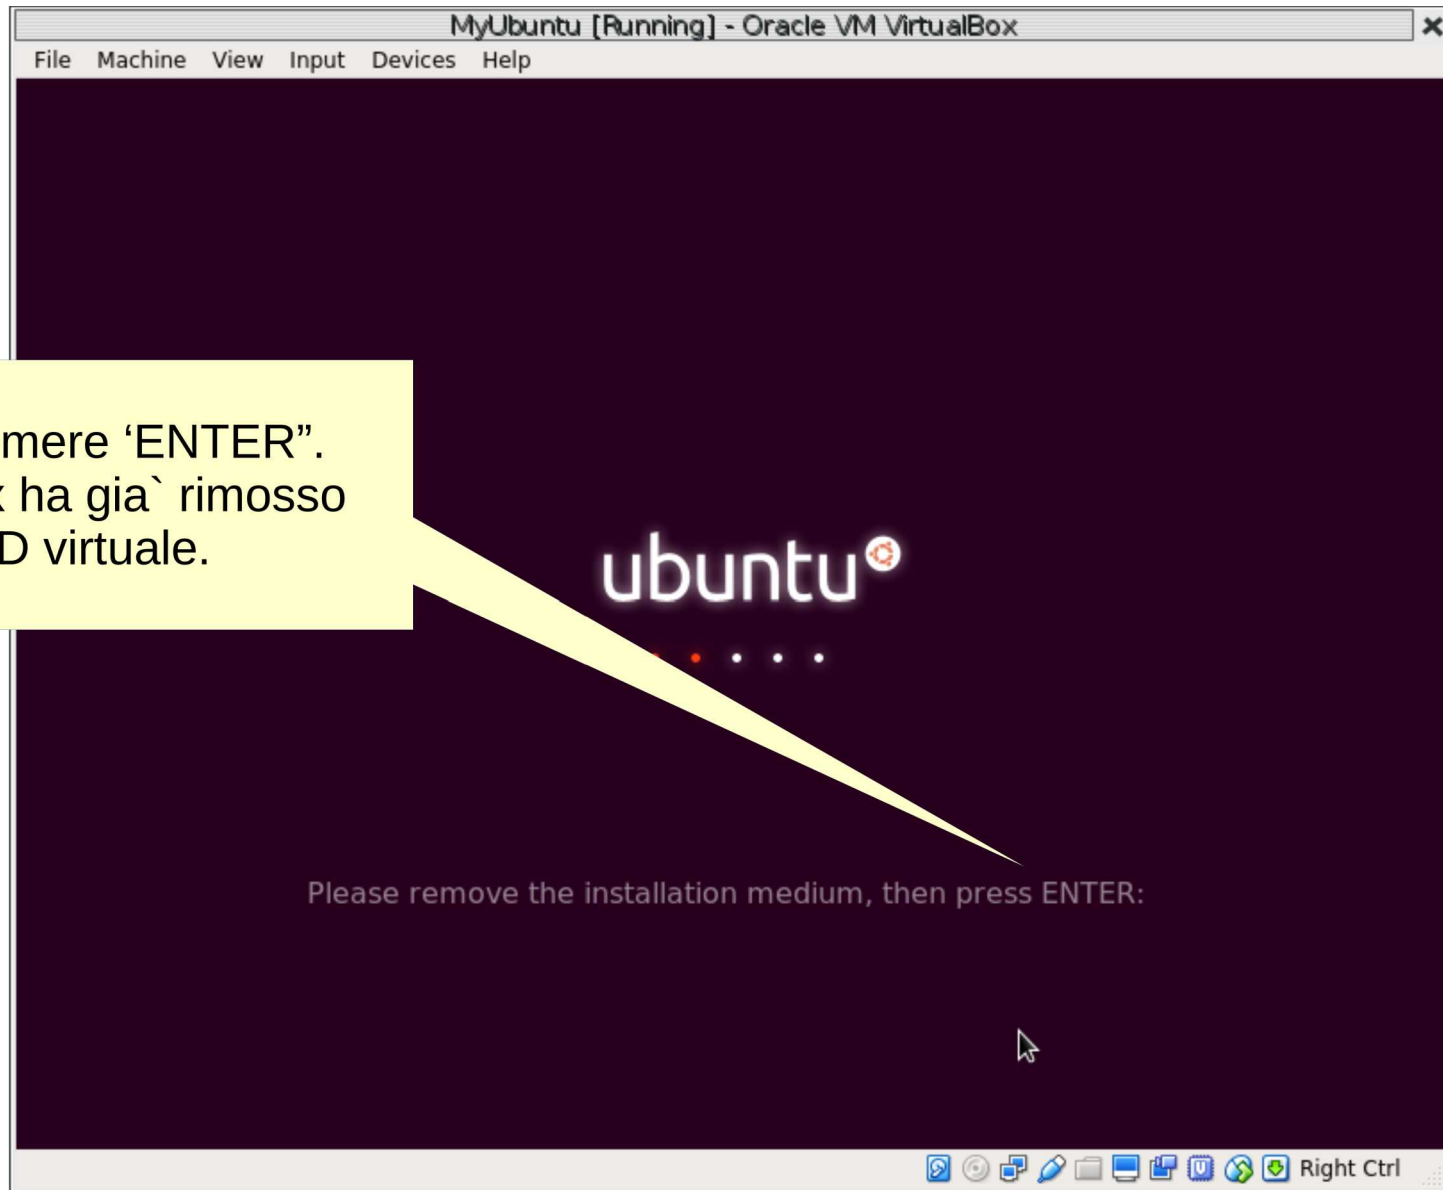 MyUbuntu [Running] - Oracle VM VirtualBox
File Machine View Input Devices Help
mere ‘ENTER”.
ha gia` rimosso
D virtuale.
ubuntu
Please remove the installation medium, then press ENTER:
Right Ctrl